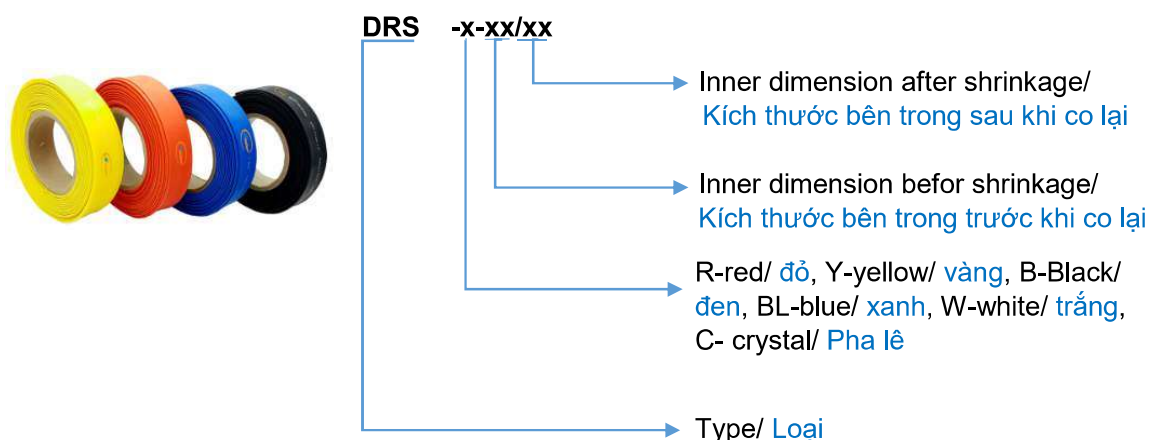 DRS -x-xx/xx
Inner dimension after shrinkage/
Kích thước bên trong sau khi co lại
Inner dimension befor shrinkage/
Kích thước bên trong trước khi co lại
R-red/ đỏ, Y-yellow/ vàng, B-Black/
đen, BL-blue/ xanh, W-white/ trắng,
C- crystal/ Pha lê
Type/ Loại